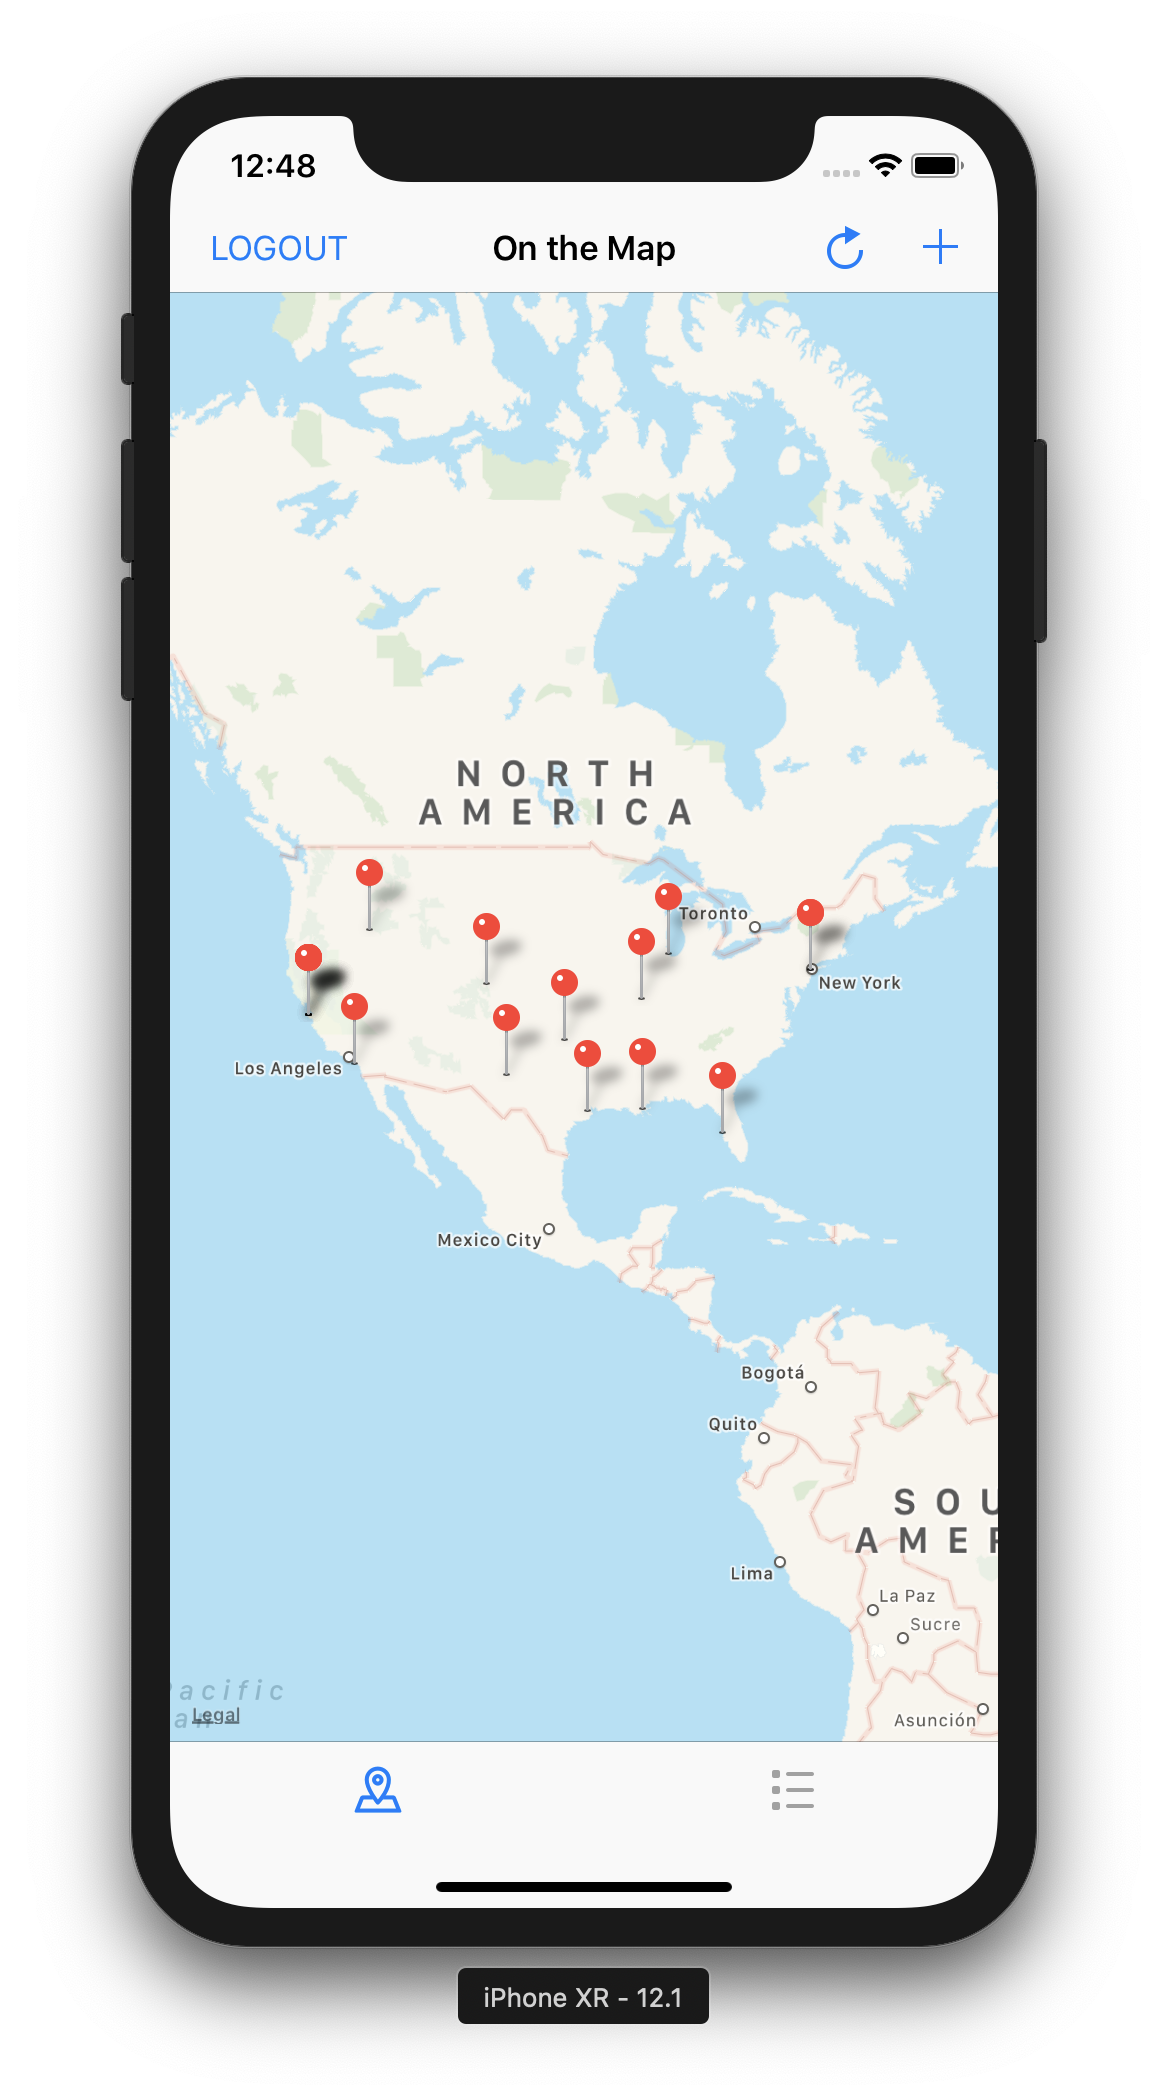 12:48
LOGOUT
On the Map
NORTH
AMERICA
Toronto
New York
Los Angeles
Mexico City
Bogotá
Quito
SOU
AMER
Lima
La Paz
Sucre
acific
an
Legal
Asunción
iPhone XR - 12.1